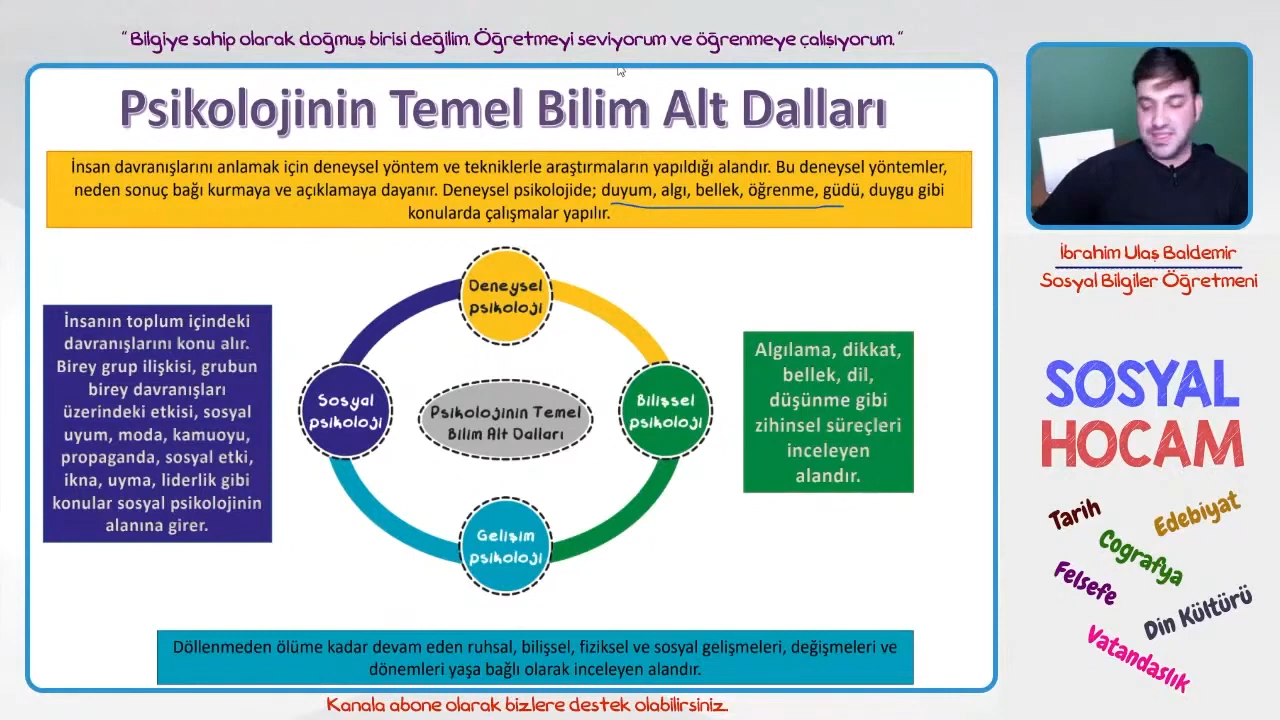 “ Bilgiye sahip olarak doğmuş birisi değilim. Öğretmeyi seviyorum ve öğrenmeye çalışıyorum. “
Psikolojinin Temel Bilim Alt Dalları
İnsan davranışlarını anlamak için deneysel yöntem ve tekniklerle araştırmaların yapıldığı alandır. Bu deneysel yöntemler,
neden sonuç bağı kurmaya ve açıklamaya dayanır. Deneysel psikolojide; duyum, algı, bellek, öğrenme, güdü, duygu gibi
konularda çalışmalar yapılır.
Deneysel
psikoloji
İnsanın toplum içindeki
davranışlarını konu alır.
Birey grup ilişkisi, grubun
birey davranışları
üzerindeki etkisi, sosyal
uyum, moda, kamuoyu,
propaganda, sosyal etki,
ikna, uyma, liderlik gibi
konular sosyal psikolojinin
alanına girer.
Sosyal
psikoloji
Psikolojinin Temel
Bilim Alt Dalları
Bilişsel
psikoloji
Algılama, dikkat,
bellek, dil,
düşünme gibi
zihinsel süreçleri
inceleyen
alandır.
Gelişim
psikoloji
Döllenmeden ölüme kadar devam eden ruhsal, bilişsel, fiziksel ve sosyal gelişmeleri, değişmeleri ve
dönemleri yaşa bağlı olarak inceleyen alandır.
Kanala abone olarak bizlere destek olabilirsiniz.
İbrahim Ulaş Baldemir
Sosyal Bilgiler Öğretmeni
SOSYAL
HOCAM
Tarih
Edebiyat
Coğrafya
Felsefe
Din Kültürü
Vatandaslık